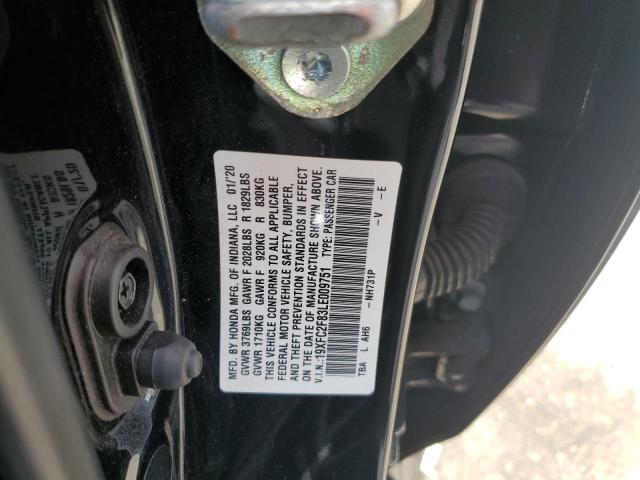 MFD. BY HONDA MFG. OF INDIANA, LLC 01/20
GVWR 3769LBS GAWR F 2028LBS R 1829LBS
GVWR 1710KG GAWR F 920KG R 830KG
THIS VEHICLE CONFORMS TO ALL APPLICABLE
FEDERAL MOTOR VEHICLE SAFETY, BUMPER,
AND THEFT PREVENTION STANDARDS IN EFFECT
ON THE DATE OF MANUFACTURE SHOWN ABOVE.
V.I.N.:19XFC2F83LE009751 TYPE: PASSENGER CAR
TBA L AH6 -NH731P -V -E